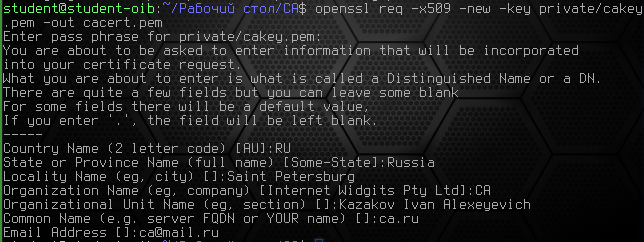 student@student-oib:~/Рабочий стол/CA$ openssl req -x509 -new -key private/cakey
.pem -out cacert.pem
Enter pass phrase for private/cakey.pem:
You are about to be asked to enter information that will be incorporated
into your certificate request.
What you are about to enter is what is called a Distinguished Name or a DN.
There are quite a few fields but you can leave some blank
For some fields there will be a default value,
If you enter '.', the field will be left blank.
-----
Country Name (2 letter code) [AU]:RU
State or Province Name (full name) [Some-State]:Russia
Locality Name (eg, city) []:Saint Petersburg
Organization Name (eg, company) [Internet Widgits Pty Ltd]:CA
Organizational Unit Name (eg, section) []:Kazakov Ivan Alexeyevich
Common Name (e.g. server FQDN or YOUR name) []:ca.ru
Email Address []:ca@mail.ru